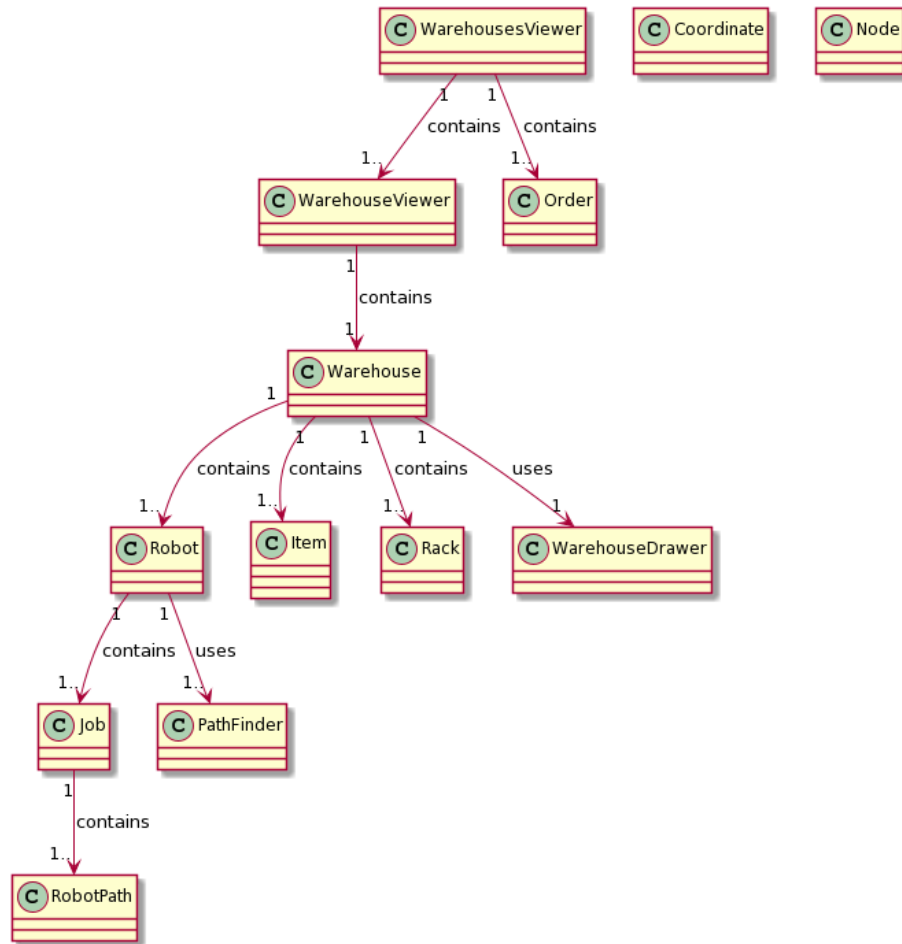 C WarehousesViewer
C Coordinate
C Node
1 1
contains contains
1.. 1..
C WarehouseViewer
C Order
1
contains
1
C Warehouse
1 1 1 1
contains contains contains uses
1.. 1.. 1.. 1
C Robot
C Item
C Rack
C WarehouseDrawer
1 1
contains uses
1.. 1..
C Job
C PathFinder
1
contains
1..
C RobotPath